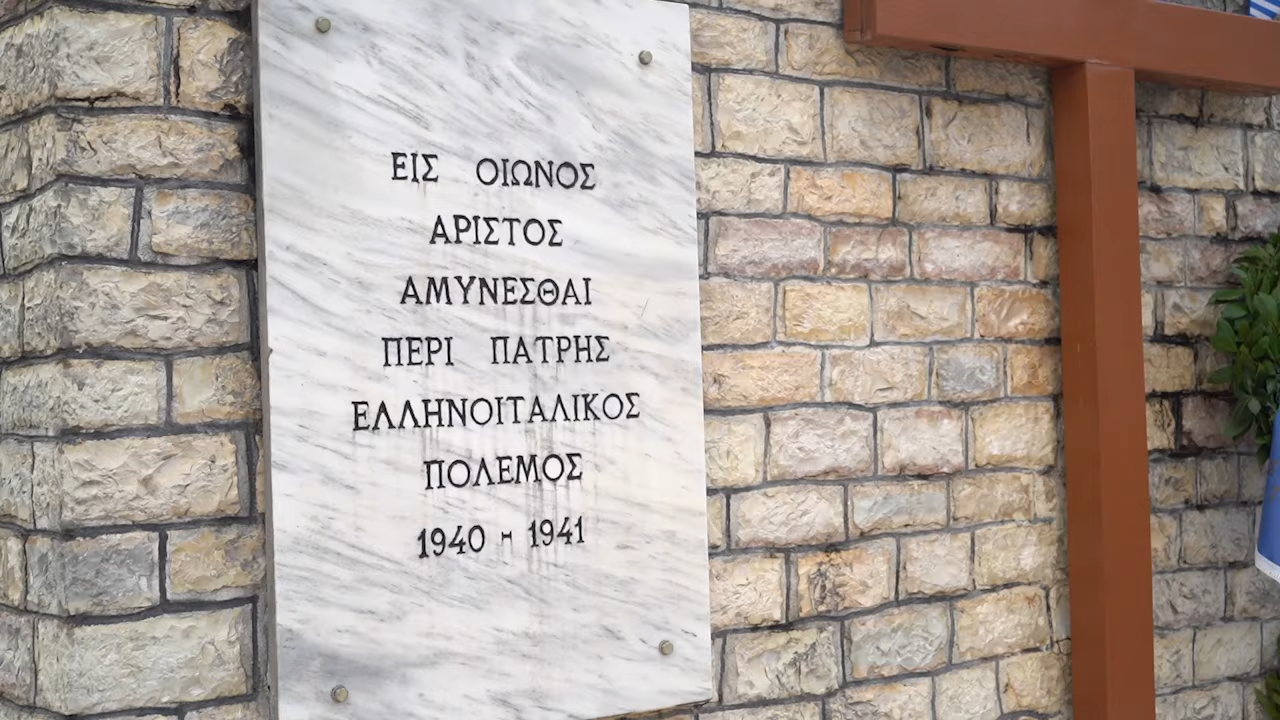 ΕΙΣ ΟΙΩΝΟΣ
ΑΡΙΣΤΟΣ
ΑΜΥΝΕΣΘΑΙ
ΠΕΡΙ ΠΑΤΡΗΣ
ΕΛΛΗΝΟΙΤΑΛΙΚΟΣ
ΠΟΛΕΜΟΣ
1940 - 1941